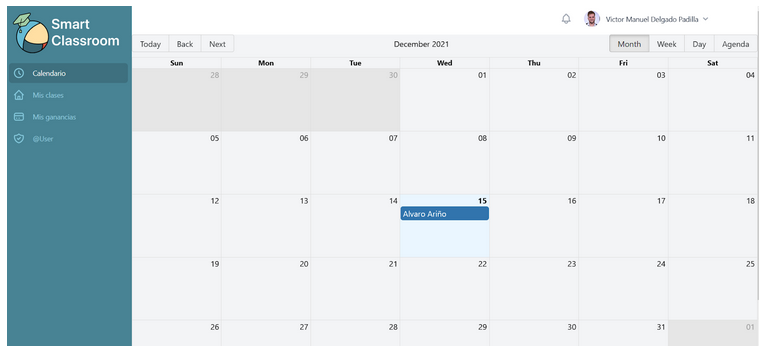 Smart
Classroom
Victor Manuel Delgado Padilla
Calendario
Mis clases
Mis ganancias
@User
Today Back Next December 2021 Month Week Day Agenda
Sun Mon Tue Wed Thu Fri Sat
28 29 30 01 02 03 04
05 06 07 08 09 10 11
12 13 14 15 16 17 18
Alvaro Ariño
19 20 21 22 23 24 25
26 27 28 29 30 31 01